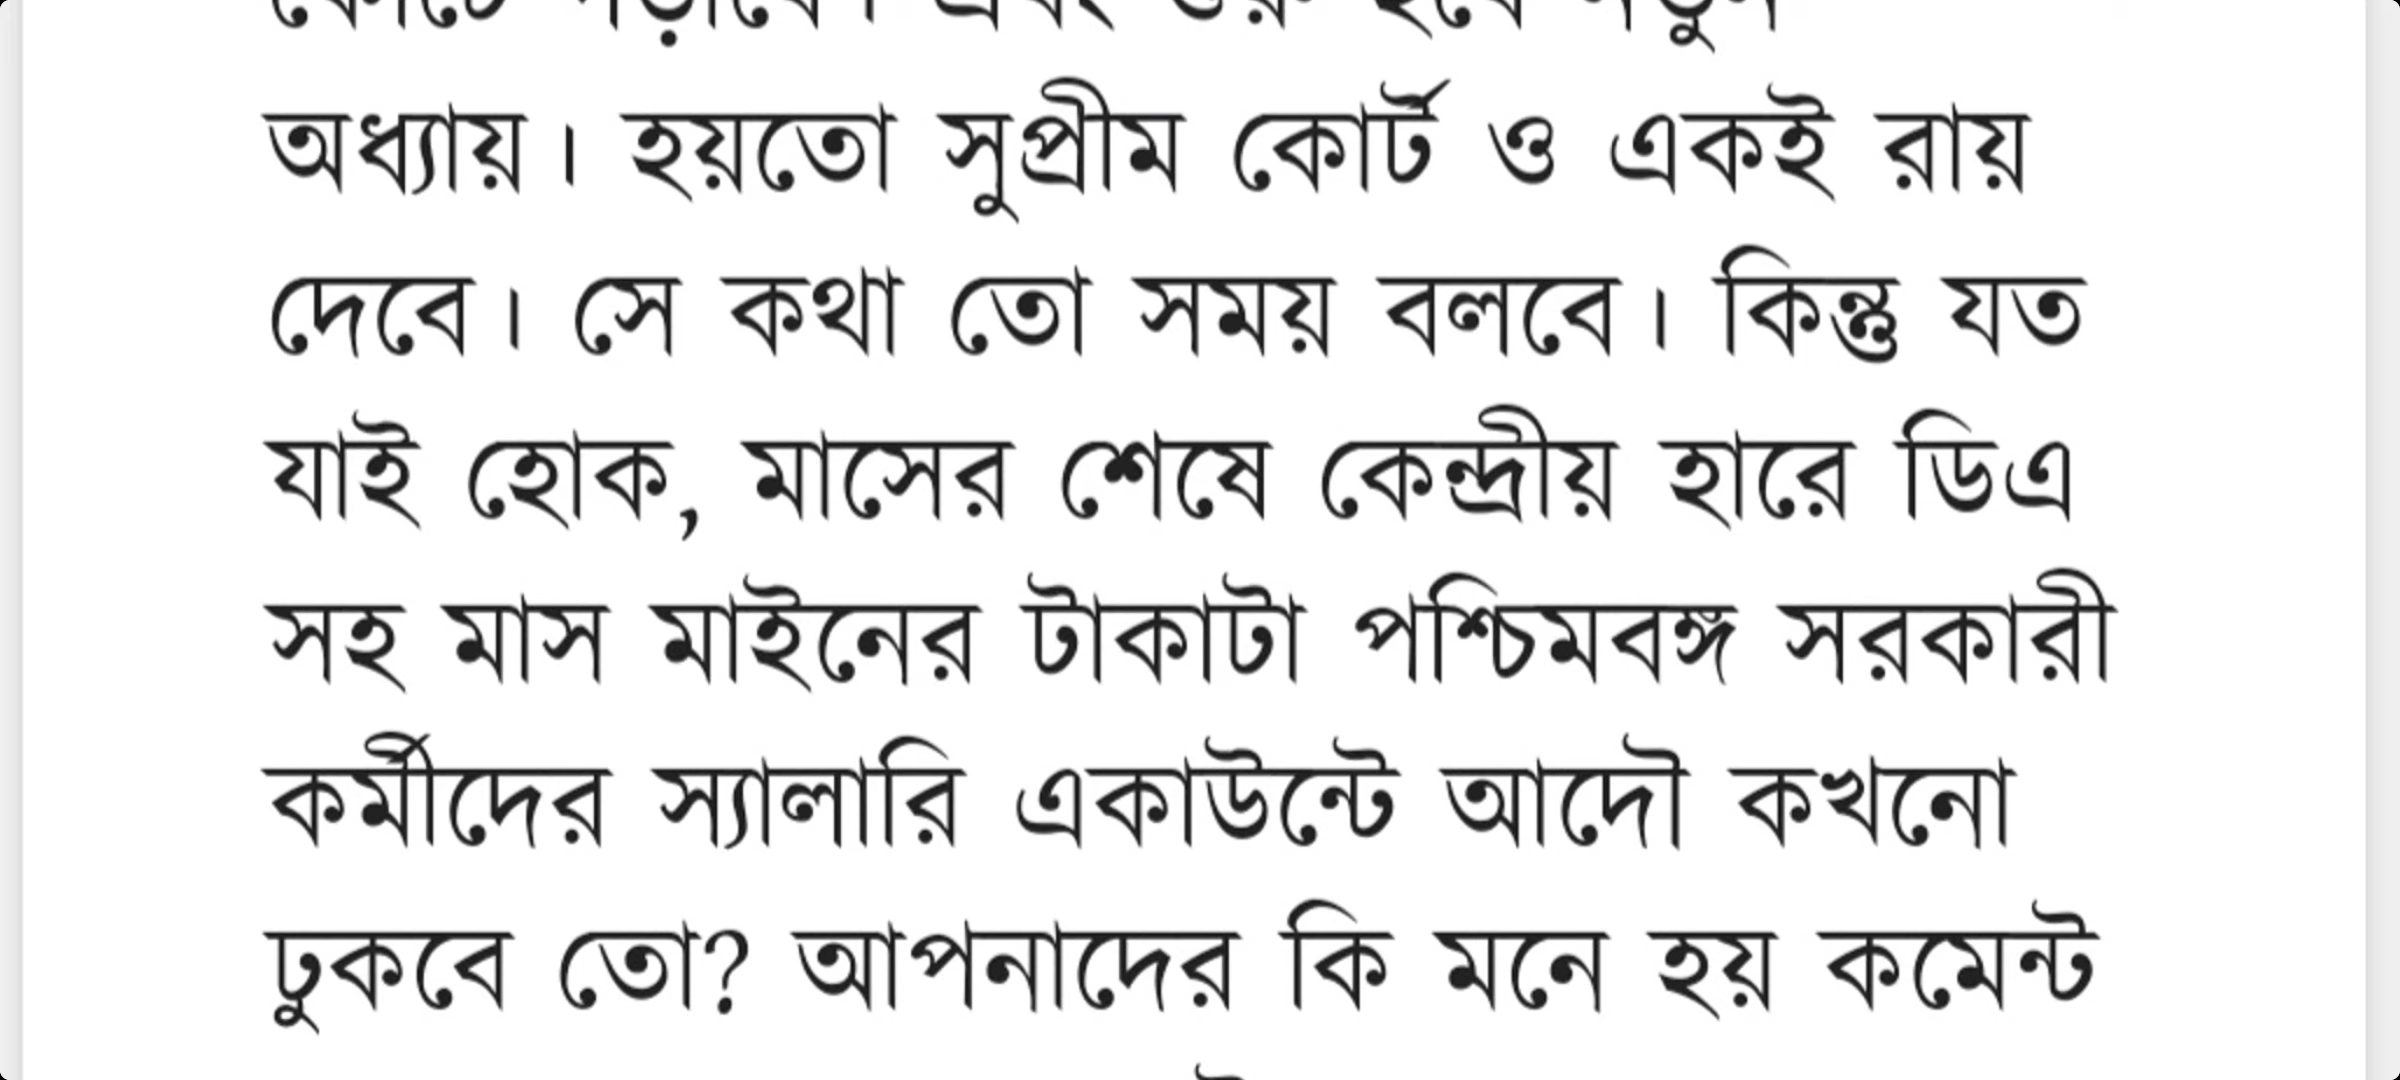 অধ্যায়। হয়তো সুপ্রীম কোর্ট ও একই রায়
দেবে। সে কথা তো সময় বলবে। কিন্তু যত
যাই হোক, মাসের শেষে কেন্দ্রীয় হারে ডিএ
সহ মাস মাইনের টাকাটা পশ্চিমবঙ্গ সরকারী
কর্মীদের স্যালারি একাউন্টে আদৌ কখনো
ঢুকবে তো? আপনাদের কি মনে হয় কমেন্ট